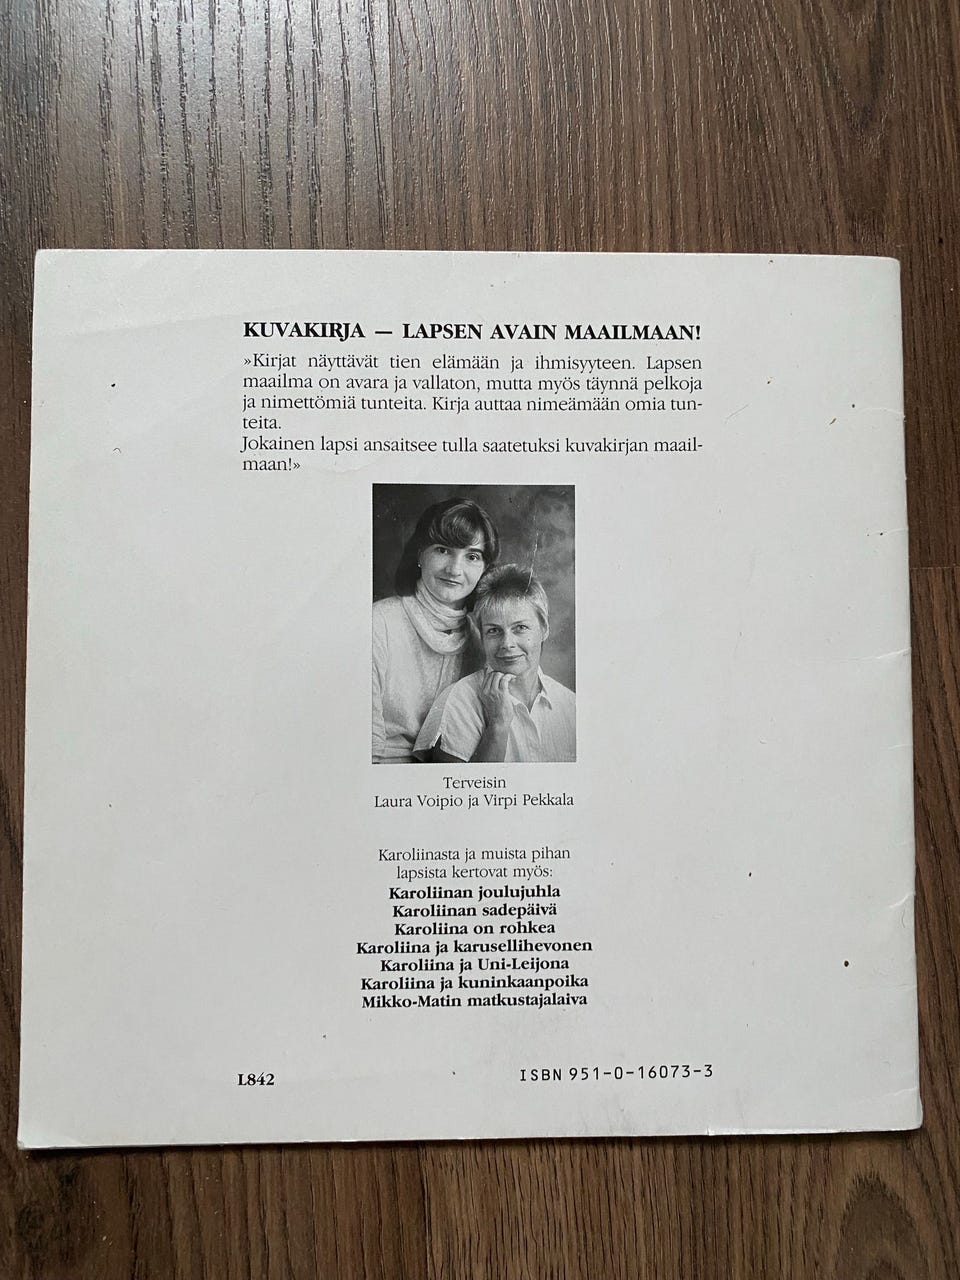 KUVAKIRJA — LAPSEN AVAIN MAAILMAAN!
»Kirjat näyttävät tien elämään ja ihmisyyteen. Lapsen
maailma on avara ja vallaton, mutta myös täynnä pelkoja
ja nimettömiä tunteita. Kirja auttaa nimeämään omia tun-
teita.
Jokainen lapsi ansaitsee tulla saatetuksi kuvakirjan maail-
maan!»
Terveisin
Laura Voipio ja Virpi Pekkala
Karoliinasta ja muista pihan
lapsista kertovat myös:
Karoliinan joulujuhla
Karoliinan sadepäivä
Karoliina on rohkea
Karoliina ja karusellihevonen
Karoliina ja Uni-Leijona
Karoliina ja kuninkaanpoika
Mikko-Matin matkustajalaiva
L842
ISBN 951-0-16073-3